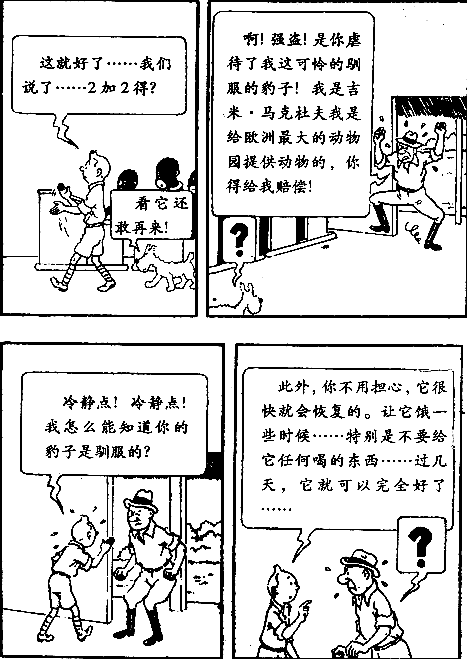 这就好了……我们
说了……2加2得？
看它还
敢再来！
啊！强盗！是你虐
待了我这可怜的驯
服的豹子！我是吉
米·马克杜夫我是
给欧洲最大的动物
园提供动物的，你
得给我赔偿！
？
冷静点！冷静点！
我怎么能知道你的
豹子是驯服的？
此外，你不用担心，它很
快就会恢复的。让它饿一
些时候……特别是不要给
它任何喝的东西……过几
天，它就可以完全好了
……
？